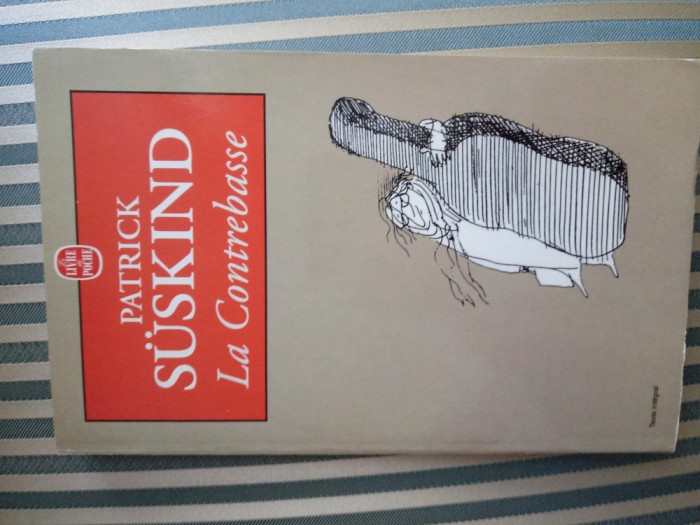 LE LIVRE
DE POCHE
PATRICK
SÜSKIND
La Contrebasse
Texte intégral